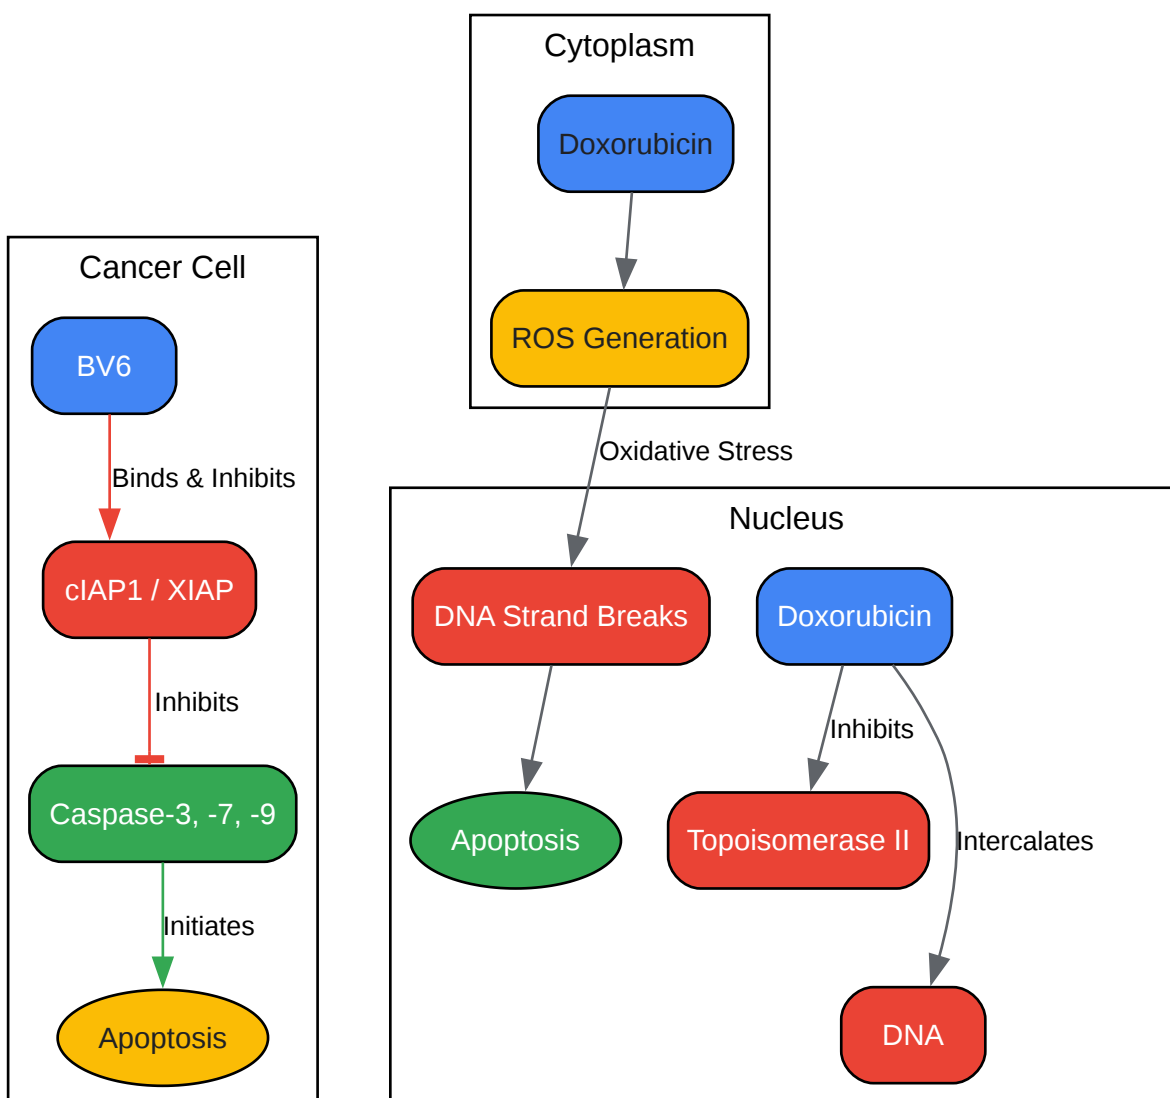 Cytoplasm
Doxorubicin
ROS Generation
Oxidative Stress
Cancer Cell
BV6
Binds & Inhibits
cIAP1 / XIAP
Inhibits
Caspase-3, -7, -9
Initiates
Apoptosis
Nucleus
DNA Strand Breaks
Doxorubicin
Inhibits
Apoptosis
Topoisomerase II
Intercalates
DNA